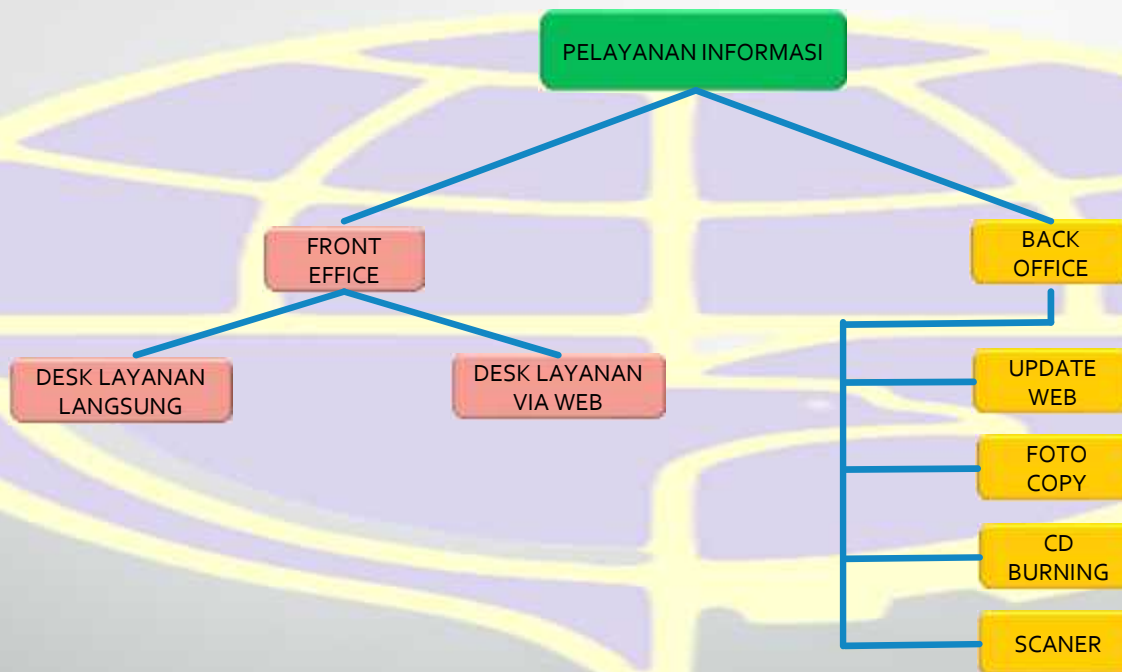 PELAYANAN INFORMASI
FRONT
EFFICE
BACK
OFFICE
DESK LAYANAN
LANGSUNG
DESK LAYANAN
VIA WEB
UPDATE
WEB
FOTO
COPY
CD
BURNING
SCANER